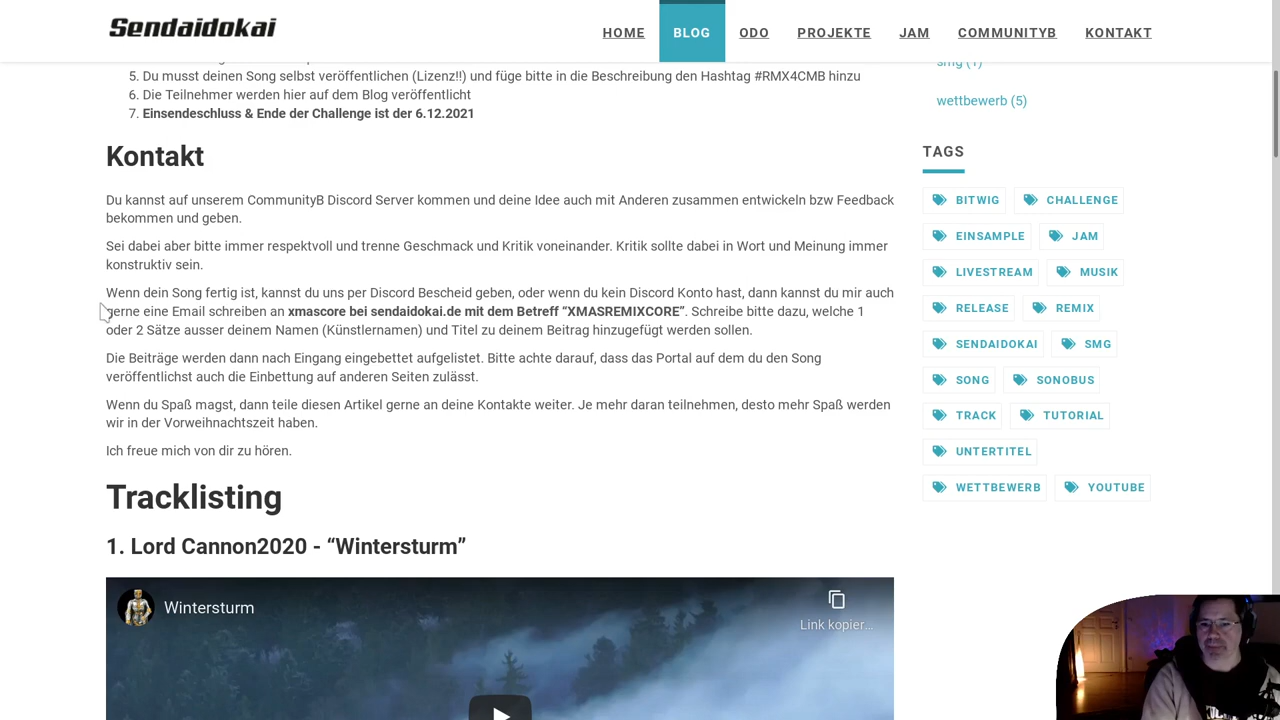 Sendaidokai
HOME
BLOG
ODO
PROJEKTE
JAM
COMMUNITYB
KONTAKT
5. Du musst deinen Song selbst veröffentlichen (Lizenz!!) und füge bitte in die Beschreibung den Hashtag #RMX4CMB hinzu
6. Die Teilnehmer werden hier auf dem Blog veröffentlicht
7. Einsendeschluss & Ende der Challenge ist der 6.12.2021
Kontakt
Du kannst auf unserem CommunityB Discord Server kommen und deine Idee auch mit Anderen zusammen entwickeln bzw Feedback
bekommen und geben.
Sei dabei aber bitte immer respektvoll und trenne Geschmack und Kritik voneinander. Kritik sollte dabei in Wort und Meinung immer
konstruktiv sein.
Wenn dein Song fertig ist, kannst du uns per Discord Bescheid geben, oder wenn du kein Discord Konto hast, dann kannst du mir auch
gerne eine Email schreiben an xmascore bei sendaidokai.de mit dem Betreff “XMASREMIXCORE”. Schreibe bitte dazu, welche 1
oder 2 Sätze ausser deinem Namen (Künstlernamen) und Titel zu deinem Beitrag hinzugefügt werden sollen.
Die Beiträge werden dann nach Eingang eingebettet aufgelistet. Bitte achte darauf, dass das Portal auf dem du den Song
veröffentlichst auch die Einbettung auf anderen Seiten zulässt.
Wenn du Spaß magst, dann teile diesen Artikel gerne an deine Kontakte weiter. Je mehr daran teilnehmen, desto mehr Spaß werden
wir in der Vorweihnachtszeit haben.
Ich freue mich von dir zu hören.
Tracklisting
1. Lord Cannon2020 - “Wintersturm”
Wintersturm
Link kopier...
smg (1)
wettbewerb (5)
TAGS
BITWIG
CHALLENGE
EINSAMPLE
JAM
LIVESTREAM
MUSIK
RELEASE
REMIX
SENDAIDOKAI
SMG
SONG
SONOBUS
TRACK
TUTORIAL
UNTERTITEL
WETTBEWERB
YOUTUBE